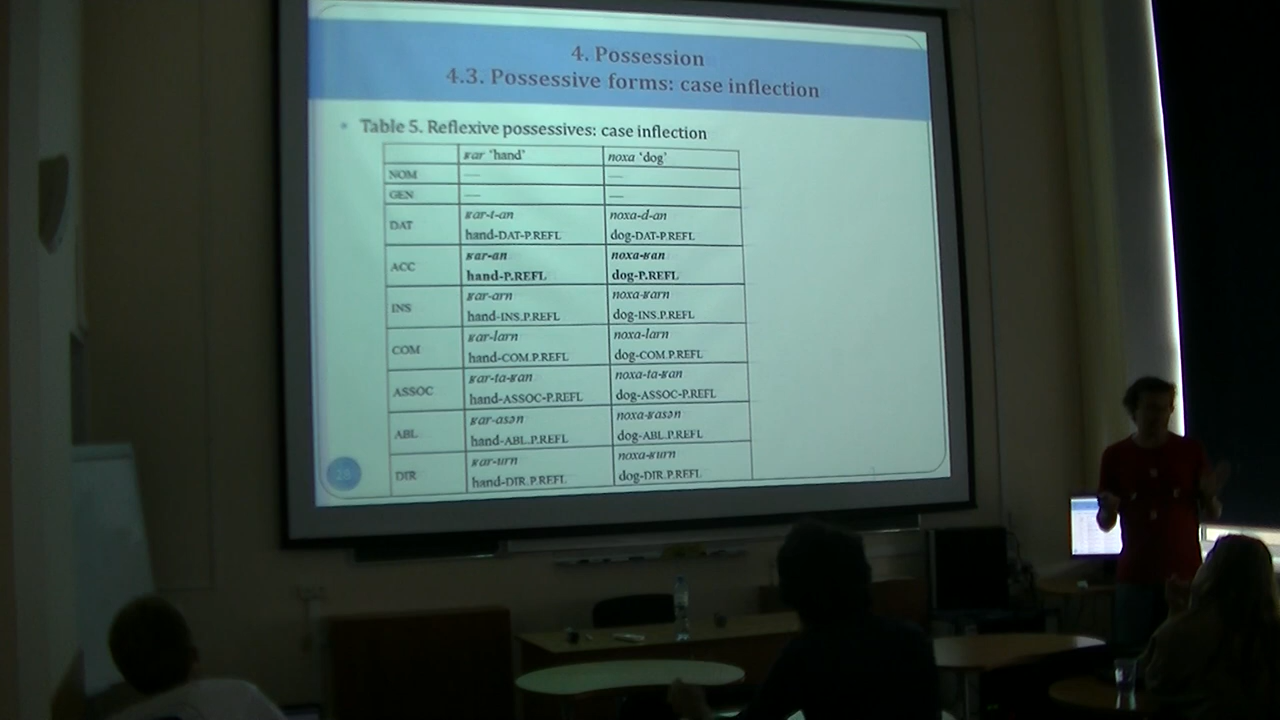 4. Possession
4.3. Possessive forms: case inflection
• Table 5. Reflexive possessives: case inflection
ʁar 'hand' noxa 'dog'
NOM — —
GEN — —
DAT ʁar-t-an noxa-d-an
hand-DAT-P.REFL dog-DAT-P.REFL
ACC ʁar-an noxa-ʁan
hand-P.REFL dog-P.REFL
INS ʁar-arn noxa-ʁarn
hand-INS.P.REFL dog-INS.P.REFL
COM ʁar-larn noxa-larn
hand-COM.P.REFL dog-COM.P.REFL
ASSOC ʁar-ta-ʁan noxa-ta-ʁan
hand-ASSOC-P.REFL dog-ASSOC-P.REFL
ABL ʁar-asən noxa-ʁasən
hand-ABL.P.REFL dog-ABL.P.REFL
DIR ʁar-urn noxa-ʁurn
hand-DIR.P.REFL dog-DIR.P.REFL
28